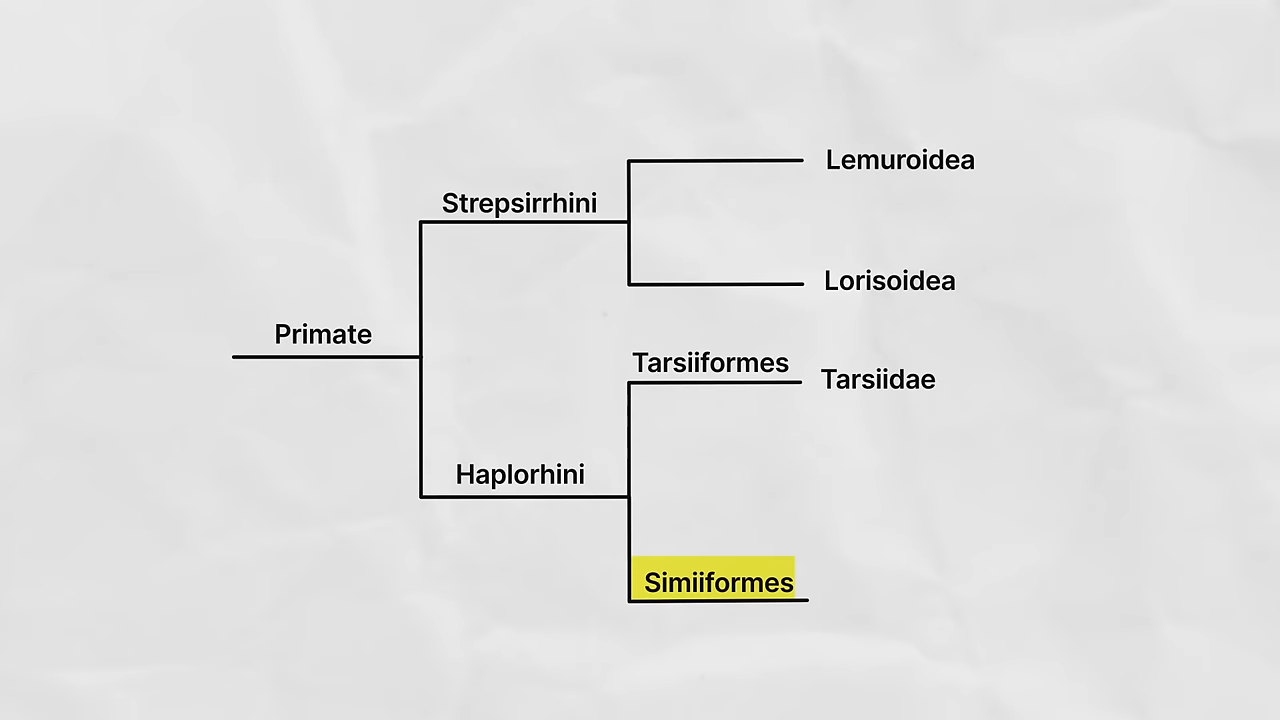 Lemuroidea
Strepsirrhini
Lorisoidea
Primate
Tarsiiformes
Tarsiidae
Haplorhini
Simiiformes